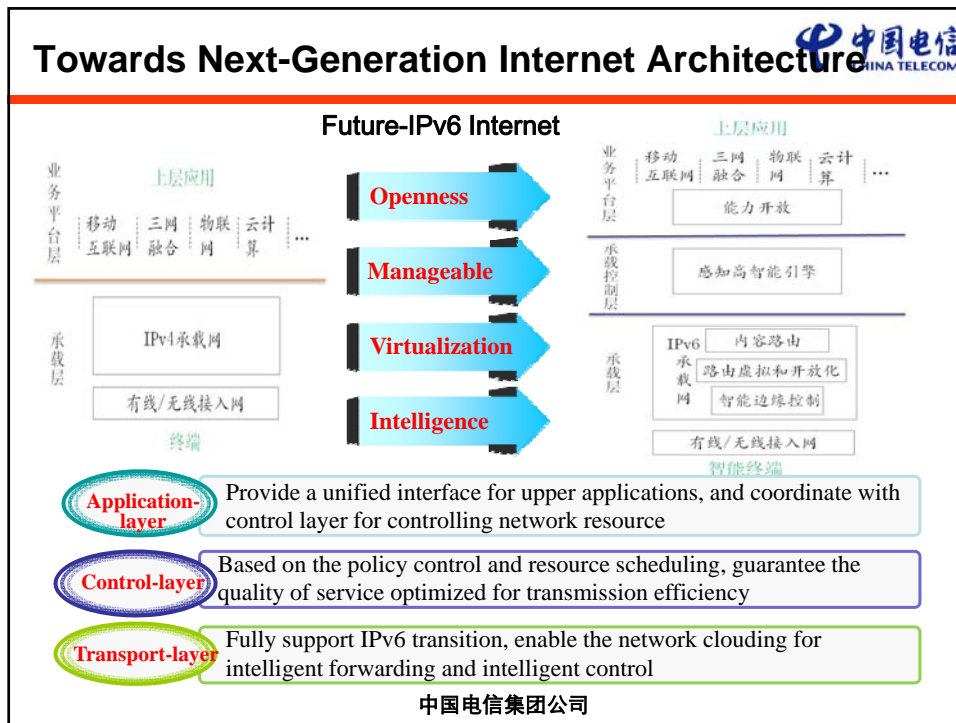 Towards Next-Generation Internet Architecture
中国电信
CHINA TELECOM
Future-IPv6 Internet
业务平台层
上层应用
移动互联网
三网融合
物联网
云计算
...
承载层
IPv4承载网
有线/无线接入网
终端
Openness
Manageable
Virtualization
Intelligence
上层应用
业务平台层
移动互联网
三网融合
物联网
云计算
...
能力开放
承载控制层
感知高智能引擎
承载层
IPv6承载网
内容路由
路由虚拟和开放化
智能边缘控制
有线/无线接入网
智能终端
Application-
layer
Provide a unified interface for upper applications, and coordinate with
control layer for controlling network resource
Control-layer
Based on the policy control and resource scheduling, guarantee the
quality of service optimized for transmission efficiency
Transport-layer
Fully support IPv6 transition, enable the network clouding for
intelligent forwarding and intelligent control
中国电信集团公司